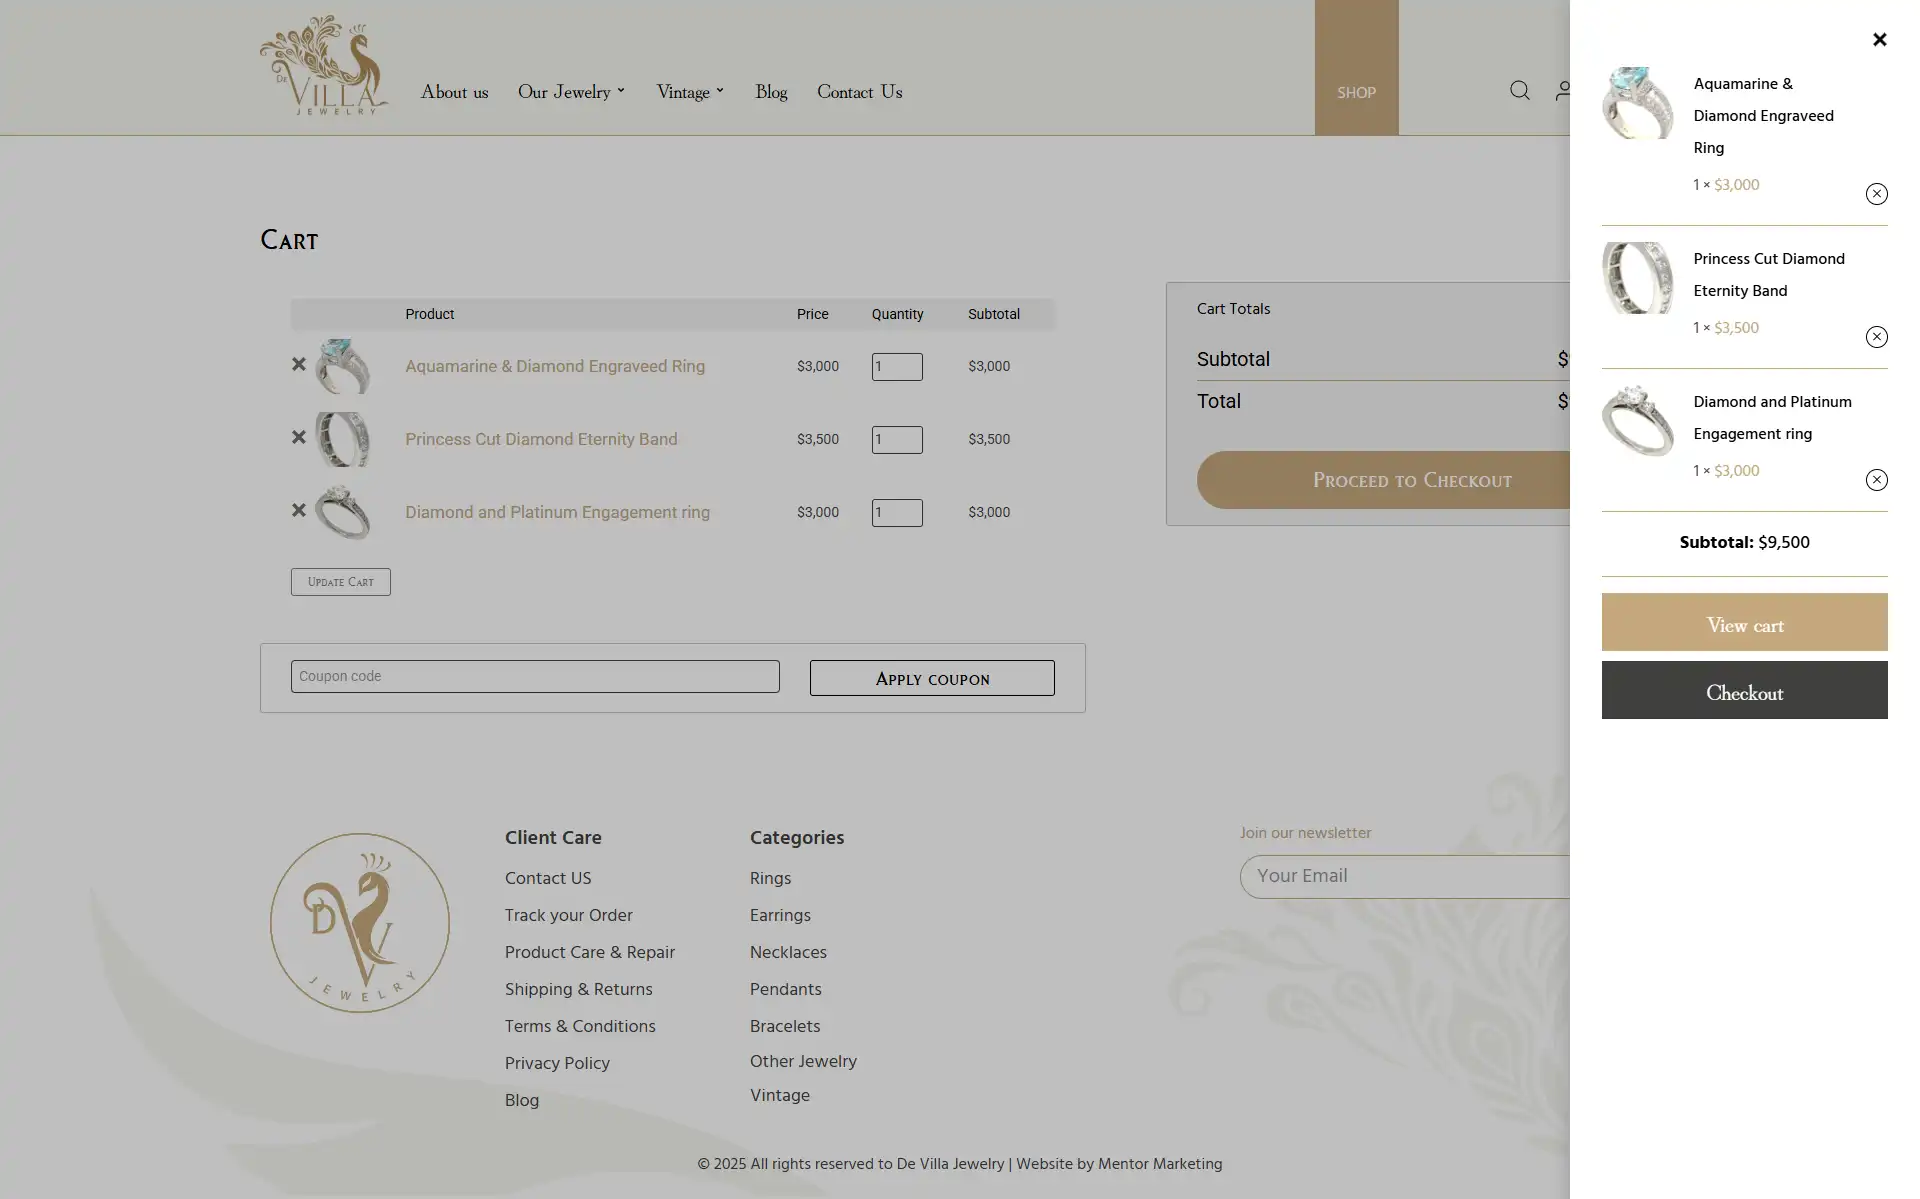 DE
VILLA
JEWELRY
About us
Our Jewelry
Vintage
Blog
Contact Us
SHOP
CART
Product
Price
Quantity
Subtotal
Aquamarine & Diamond Engraveed Ring
$3,000
1
$3,000
Princess Cut Diamond Eternity Band
$3,500
1
$3,500
Diamond and Platinum Engagement ring
$3,000
1
$3,000
UPDATE CART
Coupon code
APPLY COUPON
Cart Totals
Subtotal
$
Total
$
PROCEED TO CHECKOUT
Aquamarine &
Diamond Engraveed
Ring
1 × $3,000
Princess Cut Diamond
Eternity Band
1 × $3,500
Diamond and Platinum
Engagement ring
1 × $3,000
Subtotal: $9,500
View cart
Checkout
D V
JEWELRY
Client Care
Contact US
Track your Order
Product Care & Repair
Shipping & Returns
Terms & Conditions
Privacy Policy
Blog
Categories
Rings
Earrings
Necklaces
Pendants
Bracelets
Other Jewelry
Vintage
Join our newsletter
Your Email
© 2025 All rights reserved to De Villa Jewelry | Website by Mentor Marketing